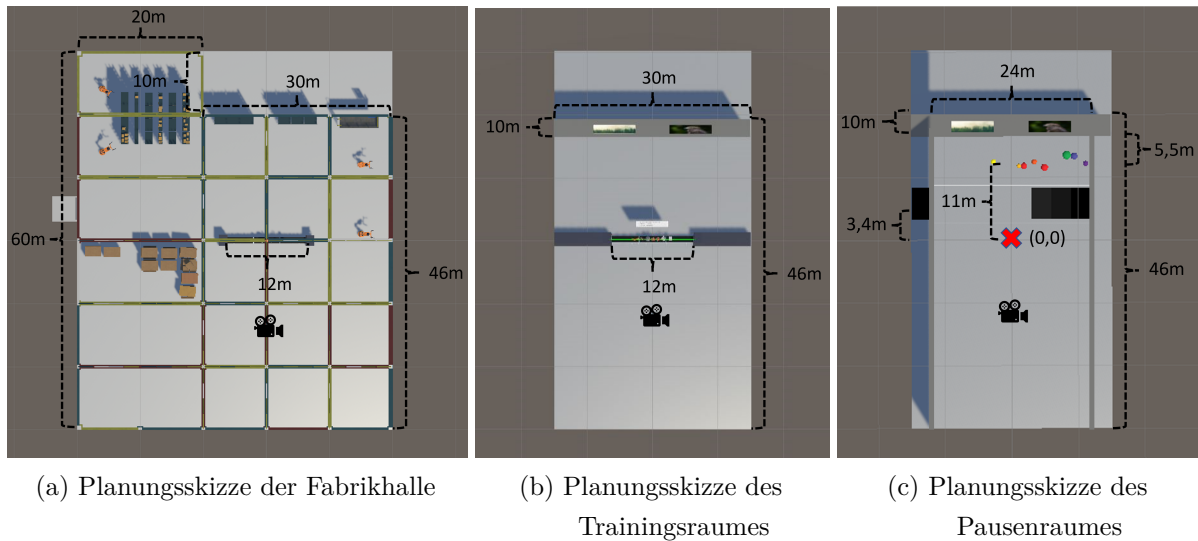 20m
10m
30m
60m
12m
46m
(a) Planungsskizze der Fabrikhalle
30m
10m
12m
46m
(b) Planungsskizze des
Trainingsraumes
24m
10m
5,5m
11m
3,4m
(0,0)
46m
(c) Planungsskizze des
Pausenraumes